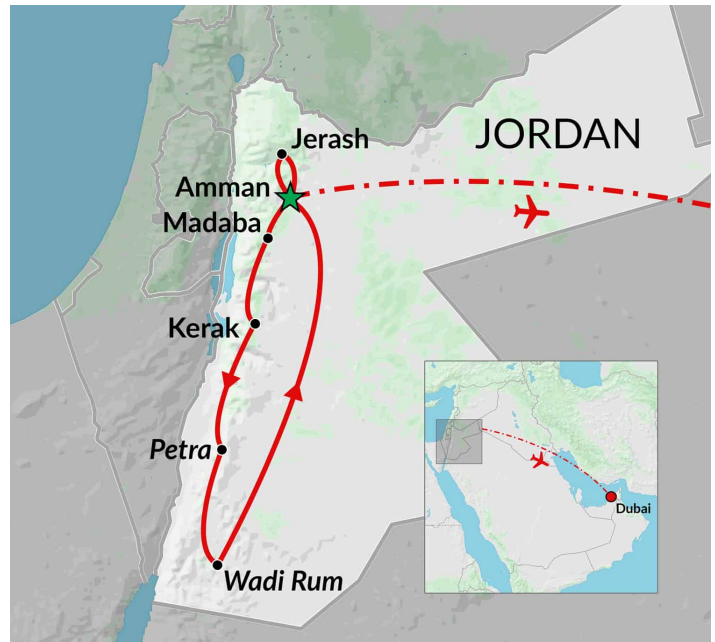 Jerash
JORDAN
Amman
Madaba
Kerak
Petra
Wadi Rum
Dubai